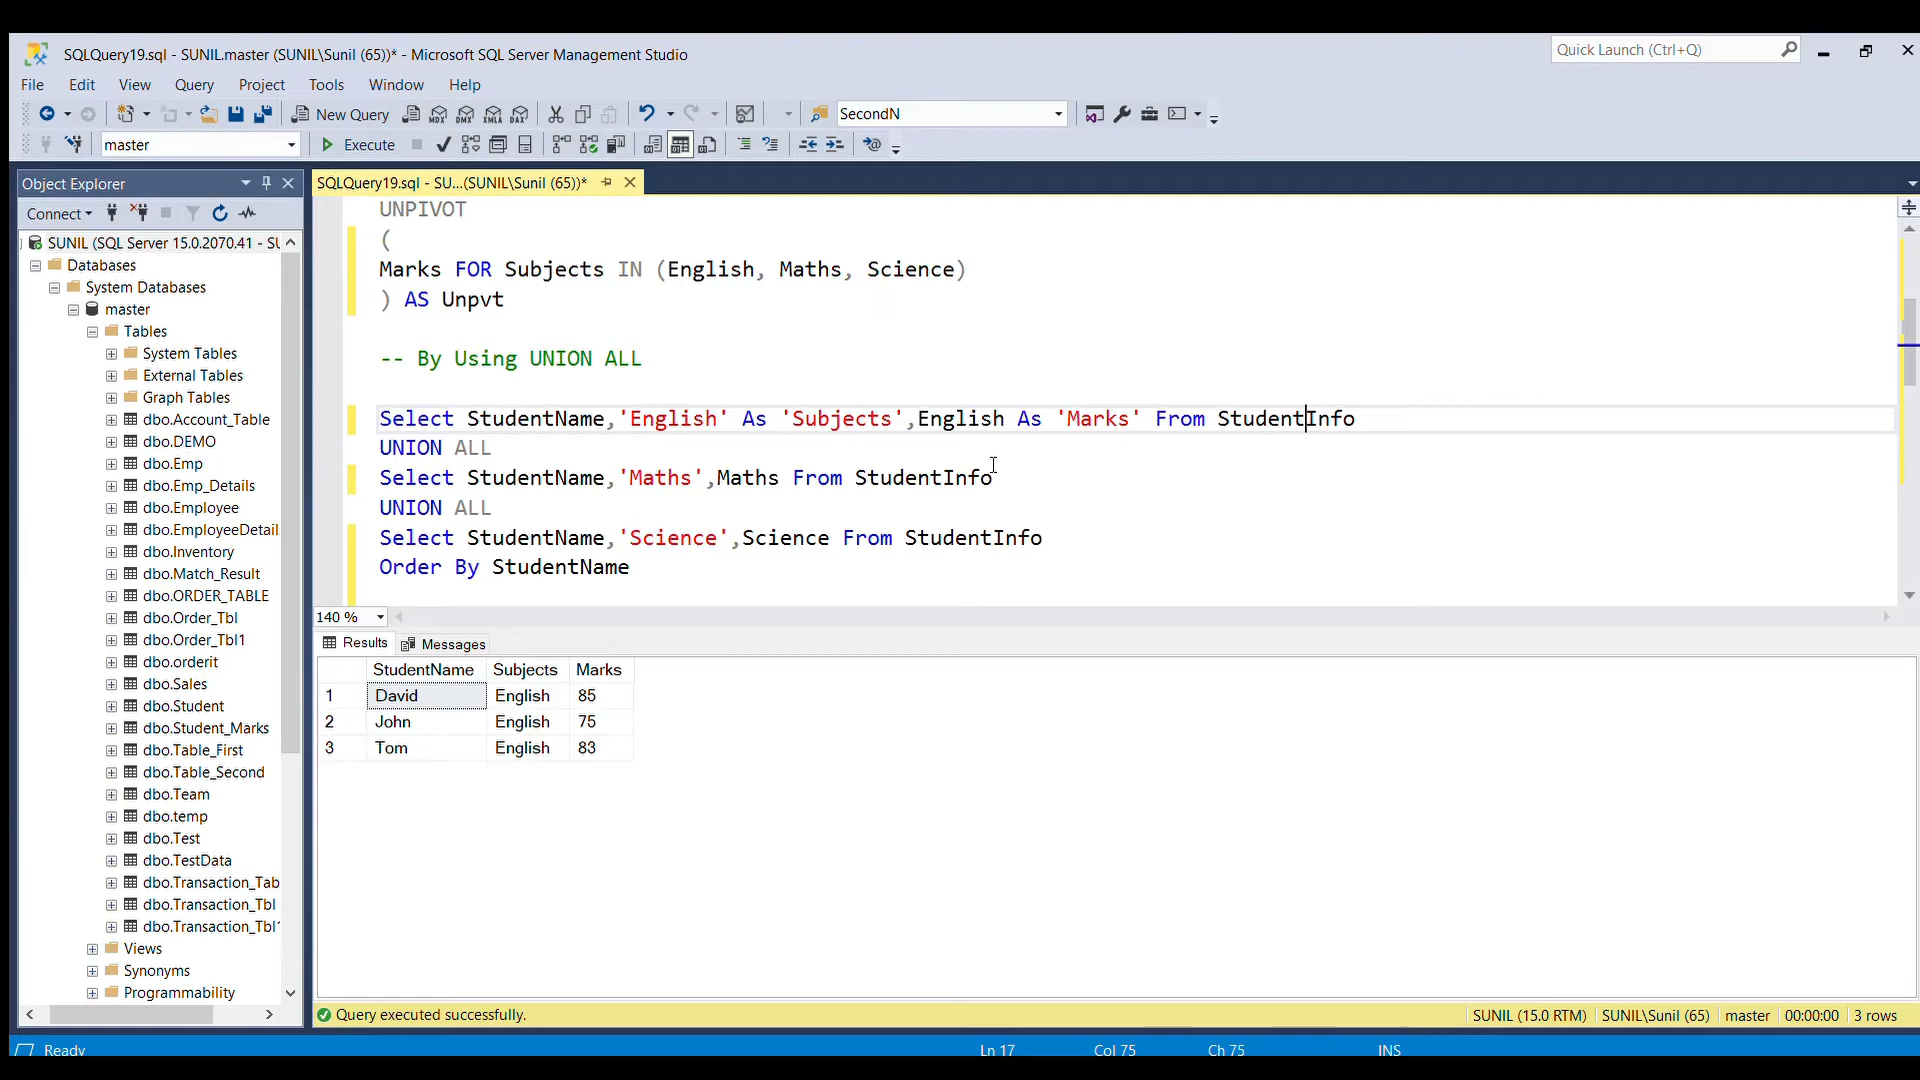 SQLQuery19.sql - SUNIL.master (SUNIL\Sunil (65))* - Microsoft SQL Server Management Studio
Quick Launch (Ctrl+Q)
File Edit View Query Project Tools Window Help
New Query
SecondN
master
Execute
Object Explorer
SQLQuery19.sql - SU...(SUNIL\Sunil (65))*
Connect
SUNIL (SQL Server 15.0.2070.41 - SU
Databases
System Databases
master
Tables
System Tables
External Tables
Graph Tables
dbo.Account_Table
dbo.DEMO
dbo.Emp
dbo.Emp_Details
dbo.Employee
dbo.EmployeeDetail
dbo.Inventory
dbo.Match_Result
dbo.ORDER_TABLE
dbo.Order_Tbl
dbo.Order_Tbl1
dbo.orderit
dbo.Sales
dbo.Student
dbo.Student_Marks
dbo.Table_First
dbo.Table_Second
dbo.Team
dbo.temp
dbo.Test
dbo.TestData
dbo.Transaction_Tab
dbo.Transaction_Tbl
dbo.Transaction_Tbl1
Views
Synonyms
Programmability
UNPIVOT
(
Marks FOR Subjects IN (English, Maths, Science)
) AS Unpvt
-- By Using UNION ALL
Select StudentName,'English' As 'Subjects',English As 'Marks' From StudentInfo
UNION ALL
Select StudentName,'Maths',Maths From StudentInfo
UNION ALL
Select StudentName,'Science',Science From StudentInfo
Order By StudentName
140 %
Results Messages
StudentName Subjects Marks
1 David English 85
2 John English 75
3 Tom English 83
Query executed successfully.
SUNIL (15.0 RTM) SUNIL\Sunil (65) master 00:00:00 3 rows
Ready Ln 17 Col 75 Ch 75 INS